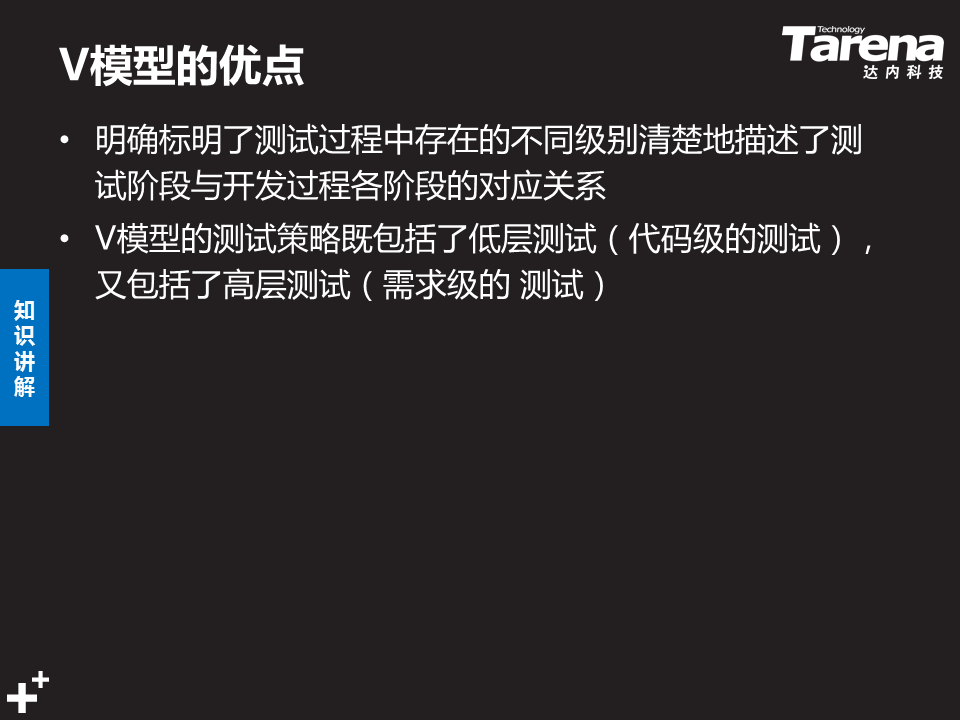 V模型的优点
Technology
Tarena
达内科技
• 明确标明了测试过程中存在的不同级别清楚地描述了测
试阶段与开发过程各阶段的对应关系
• V模型的测试策略既包括了低层测试（代码级的测试），
又包括了高层测试（需求级的 测试）
知
识
讲
解